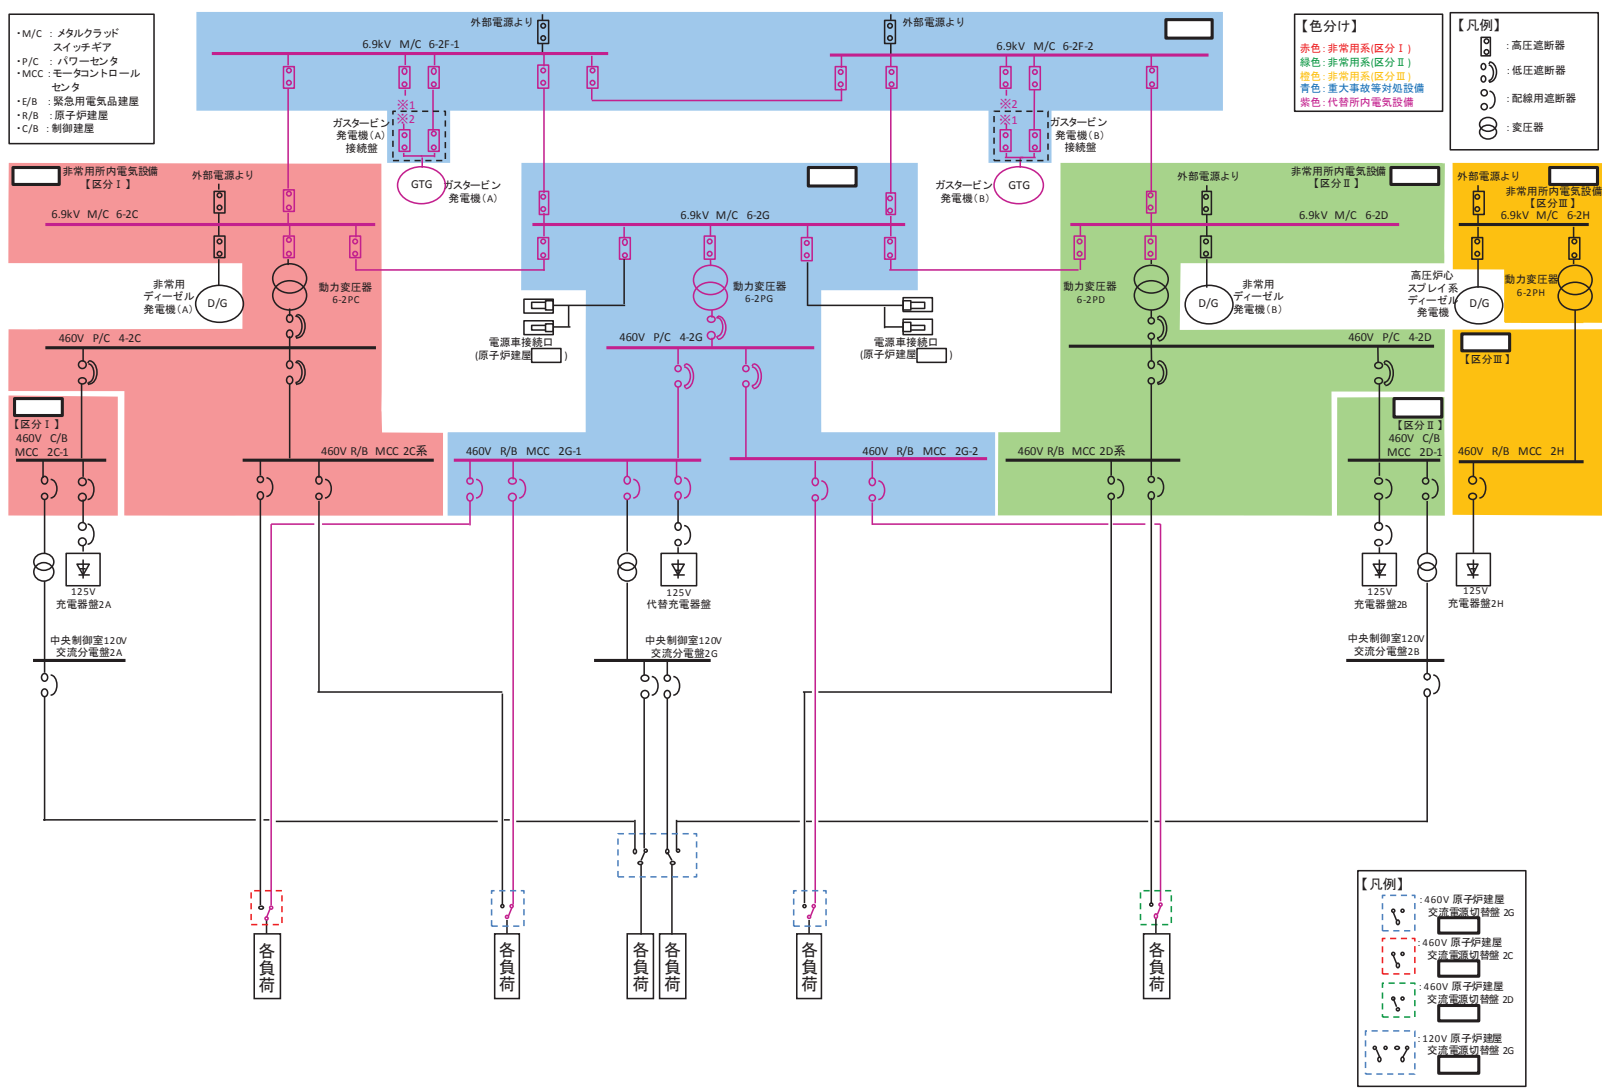 ・M/C ： メタルクラッド
スイッチギア
・P/C ： パワーセンタ
・MCC ：モータコントロール
センタ
・E/B ：緊急用電気品建屋
・R/B ：原子炉建屋
・C/B ：制御建屋
外部電源より
6.9kV M/C 6-2F-1
外部電源より
6.9kV M/C 6-2F-2
【色分け】
赤色：非常用系(区分Ⅰ)
緑色：非常用系(区分Ⅱ)
橙色：非常用系(区分Ⅲ)
青色：重大事故等対処設備
紫色：代替所内電気設備
【凡例】
：高圧遮断器
：低圧遮断器
：配線用遮断器
：変圧器
※1
※2
ガスタービン
発電機(A)
接続盤
GTG
ガスタービン
発電機(A)
※2
※1
ガスタービン
発電機(B)
接続盤
GTG
ガスタービン
発電機(B)
非常用所内電気設備
【区分Ⅰ】
外部電源より
6.9kV M/C 6-2C
非常用
ディーゼル
発電機(A)
D/G
動力変圧器
6-2PC
460V P/C 4-2C
【区分Ⅰ】
460V C/B
MCC 2C-1
460V R/B MCC 2C系
6.9kV M/C 6-2G
動力変圧器
6-2PG
電源車接続口
(原子炉建屋 )
電源車接続口
(原子炉建屋 )
460V P/C 4-2G
460V R/B MCC 2G-1
460V R/B MCC 2G-2
外部電源より
非常用所内電気設備
【区分Ⅱ】
6.9kV M/C 6-2D
動力変圧器
6-2PD
D/G
非常用
ディーゼル
発電機(B)
460V P/C 4-2D
460V R/B MCC 2D系
【区分Ⅱ】
460V C/B
MCC 2D-1
外部電源より
非常用所内電気設備
【区分Ⅲ】
6.9kV M/C 6-2H
高圧炉心
スプレイ系
ディーゼル
発電機
D/G
動力変圧器
6-2PH
【区分Ⅲ】
460V R/B MCC 2H
125V
充電器盤2A
125V
代替充電器盤
125V
充電器盤2B
125V
充電器盤2H
中央制御室120V
交流分電盤2A
中央制御室120V
交流分電盤2G
中央制御室120V
交流分電盤2B
各負荷
各負荷
各負荷
各負荷
各負荷
各負荷
【凡例】
：460V 原子炉建屋
交流電源切替盤 2G
：460V 原子炉建屋
交流電源切替盤 2C
：460V 原子炉建屋
交流電源切替盤 2D
：120V 原子炉建屋
交流電源切替盤 2G